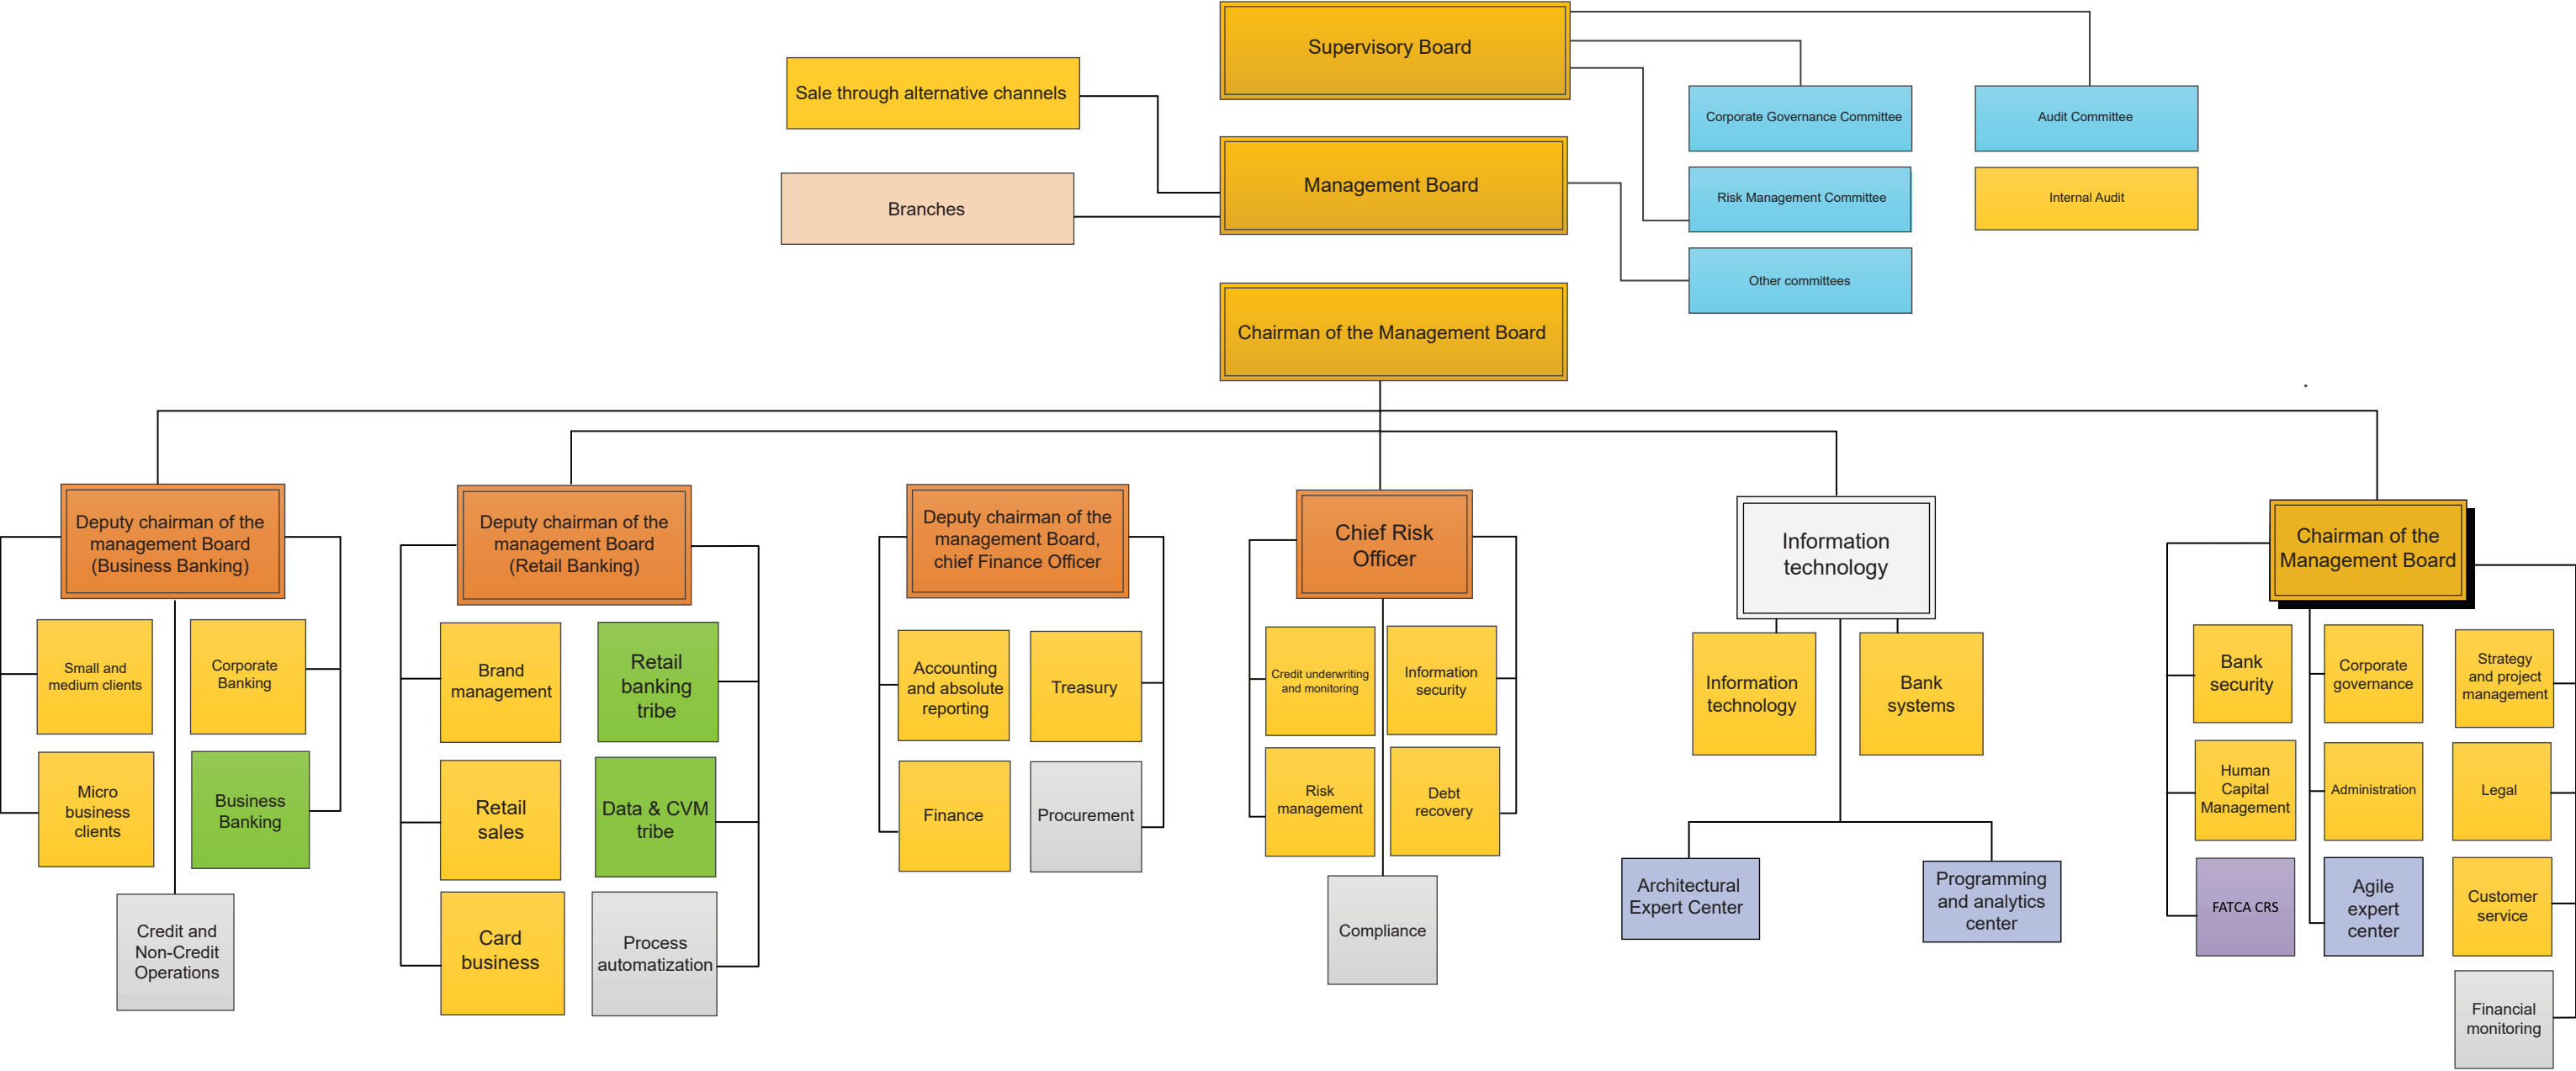 Supervisory Board
Sale through alternative channels
Corporate Governance Committee
Audit Committee
Management Board
Branches
Risk Management Committee
Internal Audit
Other committees
Chairman of the Management Board
Deputy chairman of the
management Board
(Business Banking)
Small and
medium clients
Corporate
Banking
Micro
business
clients
Business
Banking
Credit and
Non-Credit
Operations
Deputy chairman of the
management Board
(Retail Banking)
Brand
management
Retail
banking
tribe
Retail
sales
Data & CVM
tribe
Card
business
Process
automatization
Deputy chairman of the
management Board,
chief Finance Officer
Accounting
and absolute
reporting
Treasury
Finance
Procurement
Chief Risk
Officer
Credit underwriting
and monitoring
Information
security
Risk
management
Debt
recovery
Compliance
Information
technology
Information
technology
Bank
systems
Architectural
Expert Center
Programming
and analytics
center
Chairman of the
Management Board
Bank
security
Corporate
governance
Strategy
and project
management
Human
Capital
Management
Administration
Legal
FATCA CRS
Agile
expert
center
Customer
service
Financial
monitoring